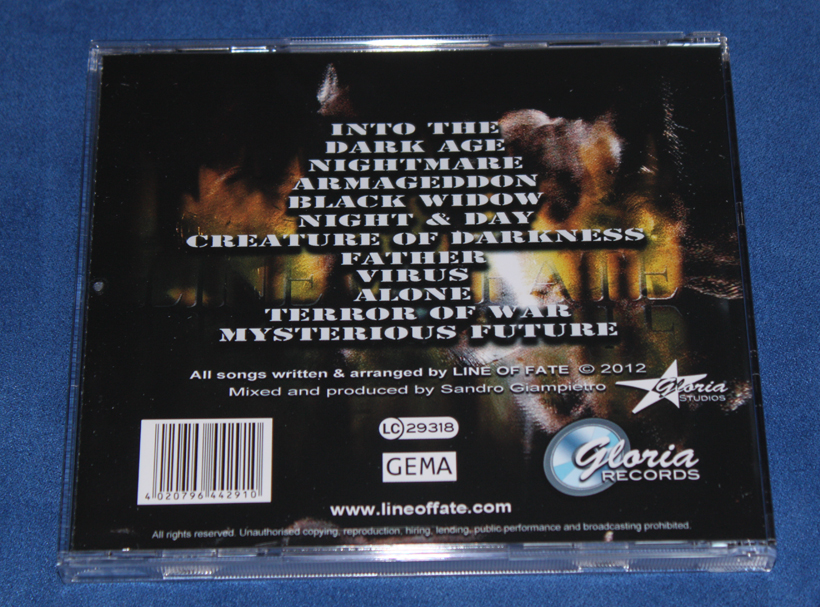 INTO THE
DARK AGE
NIGHTMARE
ARMAGEDDON
BLACK WIDOW
NIGHT & DAY
CREATURE OF DARKNESS
FATHER
VIRUS
ALONE
TERROR OF WAR
MYSTERIOUS FUTURE
LINE OF FATE
All songs written & arranged by LINE OF FATE © 2012
Mixed and produced by Sandro Giampietro
Gloria
STUDIOS
LC 29318
GEMA
Gloria
RECORDS
4 020796 442910
www.lineoffate.com
All rights reserved. Unauthorised copying, reproduction, hiring, lending, public performance and broadcasting prohibited.